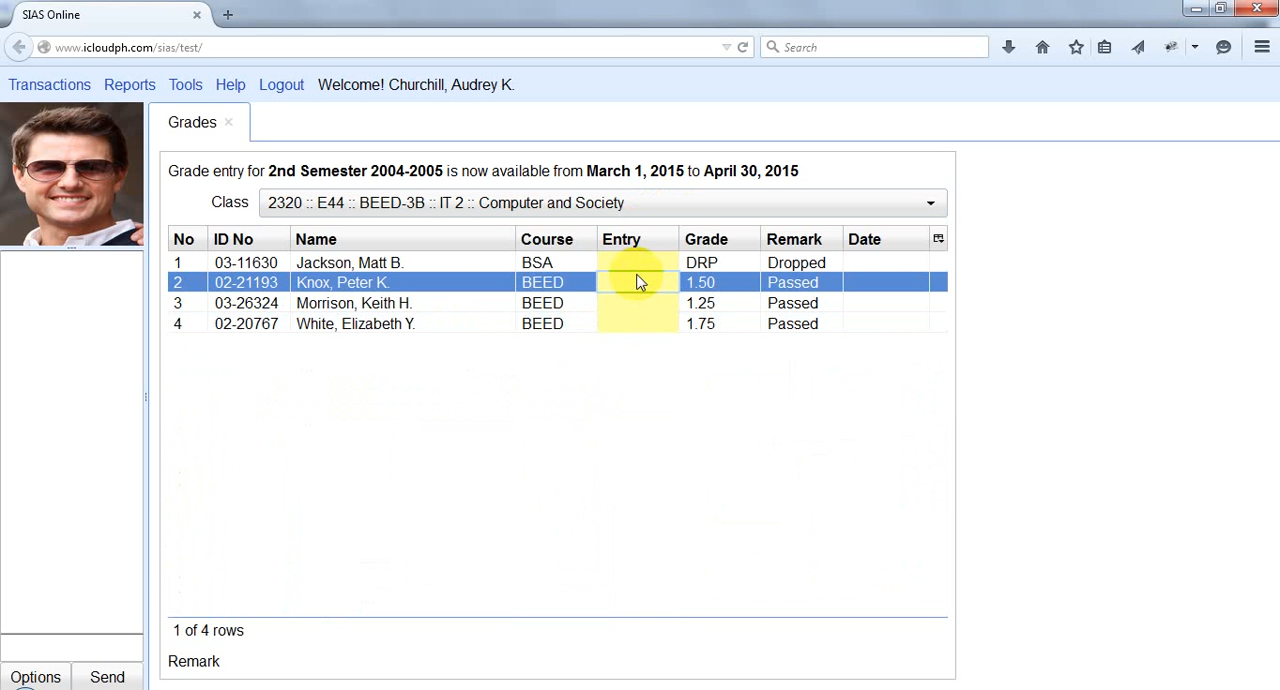 SIAS Online
www.icloudph.com/sias/test/
Search
Transactions Reports Tools Help Logout Welcome! Churchill, Audrey K.
Grades
Grade entry for 2nd Semester 2004-2005 is now available from March 1, 2015 to April 30, 2015
Class 2320 :: E44 :: BEED-3B :: IT 2 :: Computer and Society
No ID No Name Course Entry Grade Remark Date
1 03-11630 Jackson, Matt B. BSA DRP Dropped
2 02-21193 Knox, Peter K. BEED 1.50 Passed
3 03-26324 Morrison, Keith H. BEED 1.25 Passed
4 02-20767 White, Elizabeth Y. BEED 1.75 Passed
1 of 4 rows
Remark
Options Send